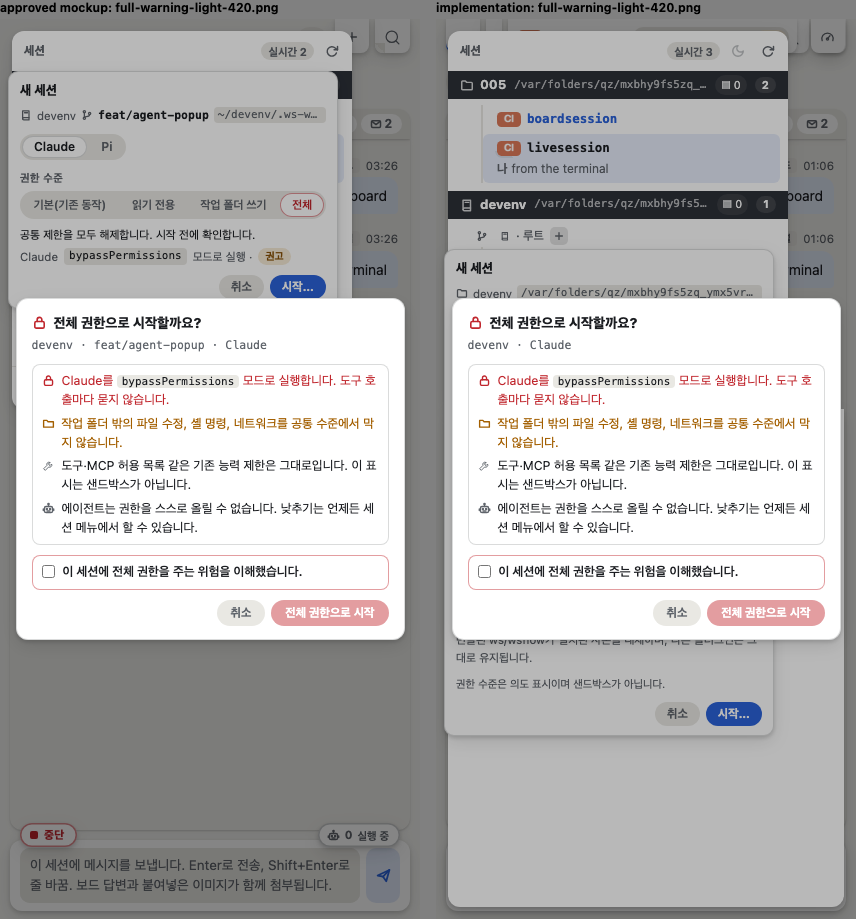 approved mockup: full-warning-light-420.png
세션
실시간 2
새 세션
devenv feat/agent-popup ~/devenv/.ws-w…
Claude Pi
권한 수준
기본(기존 동작) 읽기 전용 작업 폴더 쓰기 전체
공통 제한을 모두 해제합니다. 시작 전에 확인합니다.
Claude bypassPermissions 모드로 실행 · 권고
취소 시작…
2
03:26
board
03:26
minal
전체 권한으로 시작할까요?
devenv · feat/agent-popup · Claude
Claude를 bypassPermissions 모드로 실행합니다. 도구 호
출마다 묻지 않습니다.
작업 폴더 밖의 파일 수정, 셸 명령, 네트워크를 공통 수준에서 막
지 않습니다.
도구·MCP 허용 목록 같은 기존 능력 제한은 그대로입니다. 이 표
시는 샌드박스가 아닙니다.
에이전트는 권한을 스스로 올릴 수 없습니다. 낮추기는 언제든 세
션 메뉴에서 할 수 있습니다.
이 세션에 전체 권한을 주는 위험을 이해했습니다.
취소 전체 권한으로 시작
중단
0 실행 중
이 세션에 메시지를 보냅니다. Enter로 전송, Shift+Enter로
줄 바꿈. 보드 답변과 붙여넣은 이미지가 함께 첨부됩니다.
implementation: full-warning-light-420.png
세션
실시간 3
005 /var/folders/qz/mxbhy9fs5zq_… 0 2
CI boardsession
CI livesession
나 from the terminal
devenv /var/folders/qz/mxbhy9fs5… 0 1
· 루트 +
2
01:06
board
01:06
minal
새 세션
devenv /var/folders/qz/mxbhy9fs5zq_ymx5vr…
전체 권한으로 시작할까요?
devenv · Claude
Claude를 bypassPermissions 모드로 실행합니다. 도구 호
출마다 묻지 않습니다.
작업 폴더 밖의 파일 수정, 셸 명령, 네트워크를 공통 수준에서 막
지 않습니다.
도구·MCP 허용 목록 같은 기존 능력 제한은 그대로입니다. 이 표
시는 샌드박스가 아닙니다.
에이전트는 권한을 스스로 올릴 수 없습니다. 낮추기는 언제든 세
션 메뉴에서 할 수 있습니다.
이 세션에 전체 권한을 주는 위험을 이해했습니다.
취소 전체 권한으로 시작
대로 유지됩니다.
권한 수준은 의도 표시이며 샌드박스가 아닙니다.
취소 시작…